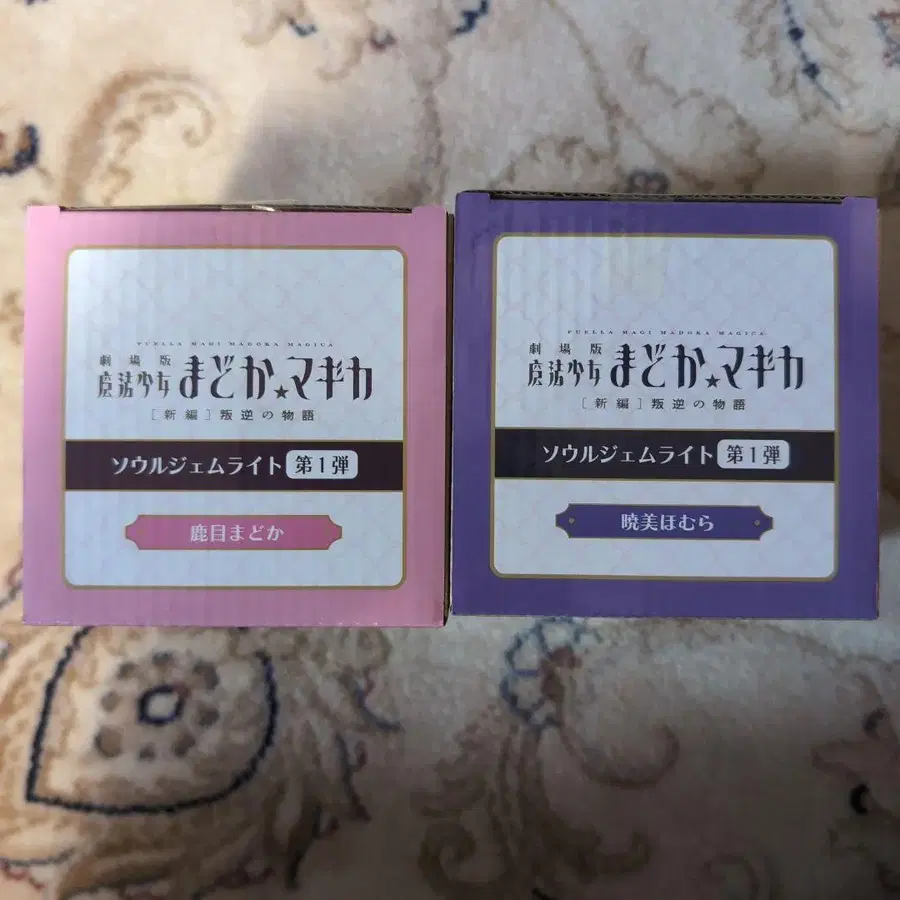 PUELLA MAGI MADOKA MAGICA
劇場版
魔法少女まどか★マギカ
[新編]叛逆の物語
ソウルジェムライト 第1弾
鹿目まどか
PUELLA MAGI MADOKA MAGICA
劇場版
魔法少女まどか★マギカ
[新編]叛逆の物語
ソウルジェムライト 第1弾
暁美ほむら